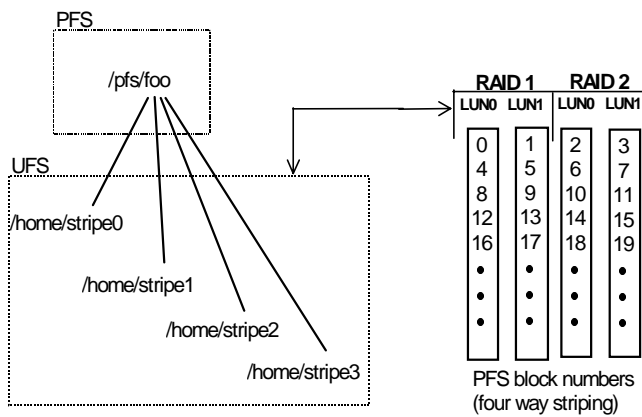 PFS
/pfs/foo
UFS
/home/stripe0
/home/stripe1
/home/stripe2
/home/stripe3
RAID 1 RAID 2
LUN0 LUN1 LUN0 LUN1
0 1 2 3
4 5 6 7
8 9 10 11
12 13 14 15
16 17 18 19
PFS block numbers
(four way striping)